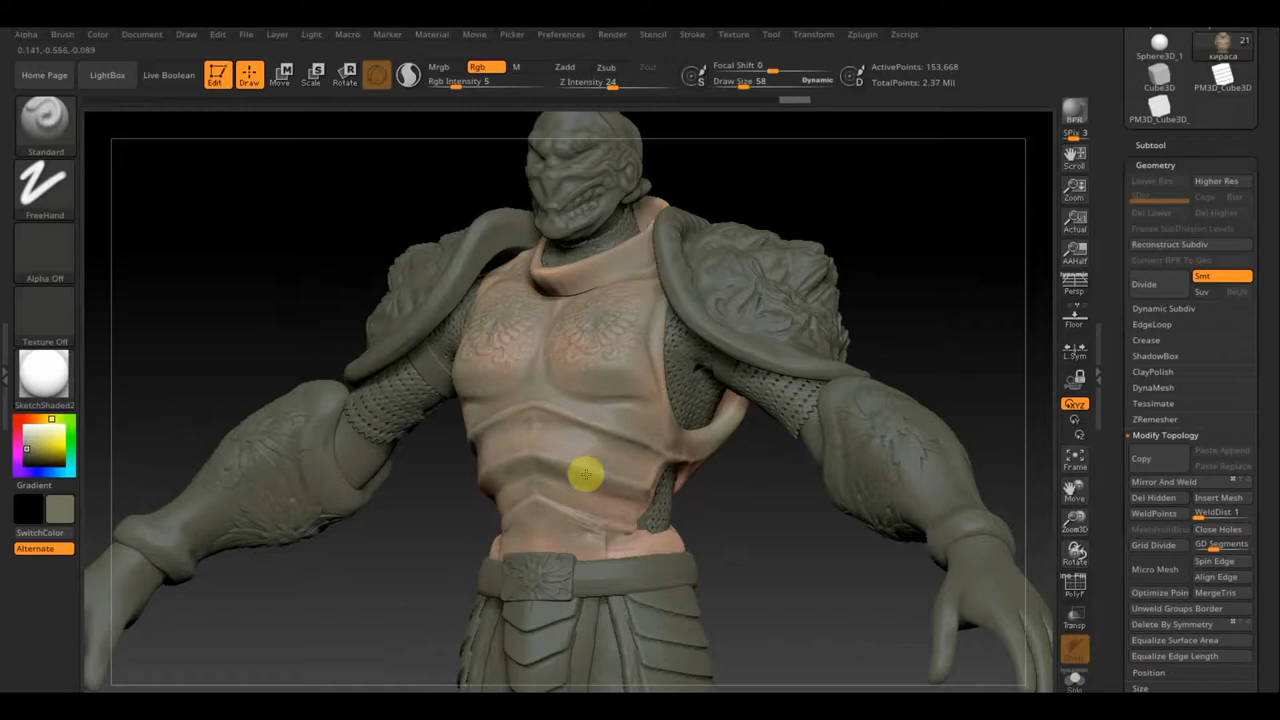 Alpha Brush Color Document Draw Edit File Layer Light Macro Marker Material Movie Picker Preferences Render Stencil Stroke Texture Tool Transform Zplugin Zscript
0.141,-0.556,-0.089
Home Page LightBox Live Boolean Edit Draw Move Scale Rotate
Mrgb Rgb M Zadd Zsub Cut Focal Shift 0 ActivePoints: 153,668
Rgb Intensity 5 Z Intensity 24 Draw Size 58 Dynamic TotalPoints: 2.37 Mil
S
D
Standard
FreeHand
Alpha Off
Texture Off
SketchShaded2
Gradient
SwitchColor
Alternate
BPR
SPix 3
Scroll
Zoom
Actual
AAHalf
Dynamic
Persp
Floor
L.Sym
XYZ
Frame
Move
Zoom3D
Rotate
PolyF
Transp
Dynamic
Solo
21
Sphere3D_1 кираса
Cube3D PM3D_Cube3D
PM3D_Cube3D_
Subtool
Geometry
Lower Res Higher Res
SDiv Cage Rstr
Del Lower Del Higher
Freeze SubDivision Levels
Reconstruct Subdiv
Convert BPR To Geo
Divide Smt
Suv ReUV
Dynamic Subdiv
EdgeLoop
Crease
ShadowBox
ClayPolish
DynaMesh
Tessimate
ZRemesher
Modify Topology
Copy Paste Append
Paste Replace
Mirror And Weld
Del Hidden Insert Mesh
WeldPoints WeldDist 1
Close Holes
Grid Divide GD Segments
Micro Mesh Spin Edge
Align Edge
Optimize Poin MergeTris
Unweld Groups Border
Delete By Symmetry
Equalize Surface Area
Equalize Edge Length
Position
Size